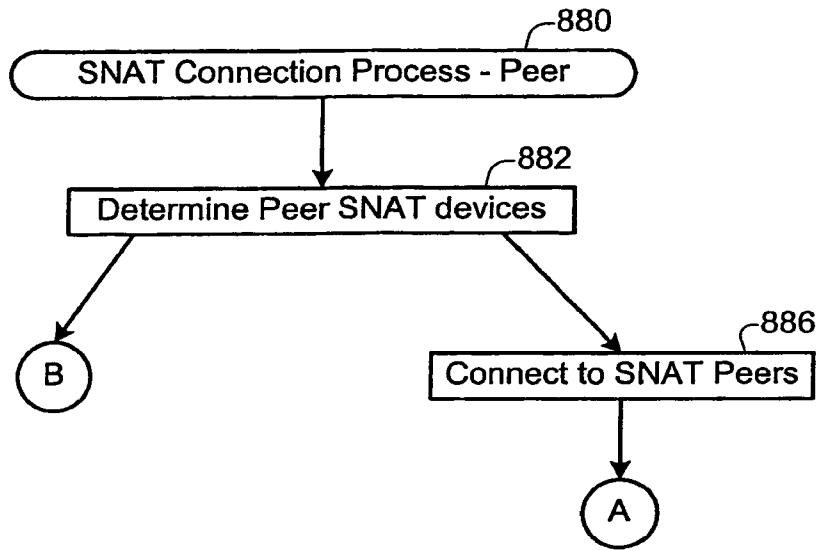 880
SNAT Connection Process - Peer
882
Determine Peer SNAT devices
B
886
Connect to SNAT Peers
A